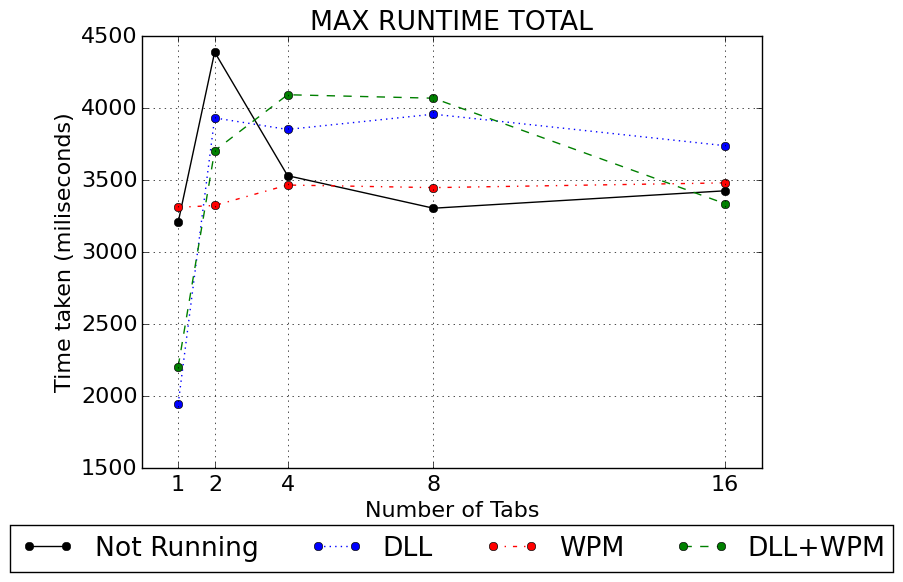 MAX RUNTIME TOTAL
4500
4000
3500
3000
2500
2000
1500
Time taken (miliseconds)
1 2 4 8 16
Number of Tabs
Not Running DLL WPM DLL+WPM